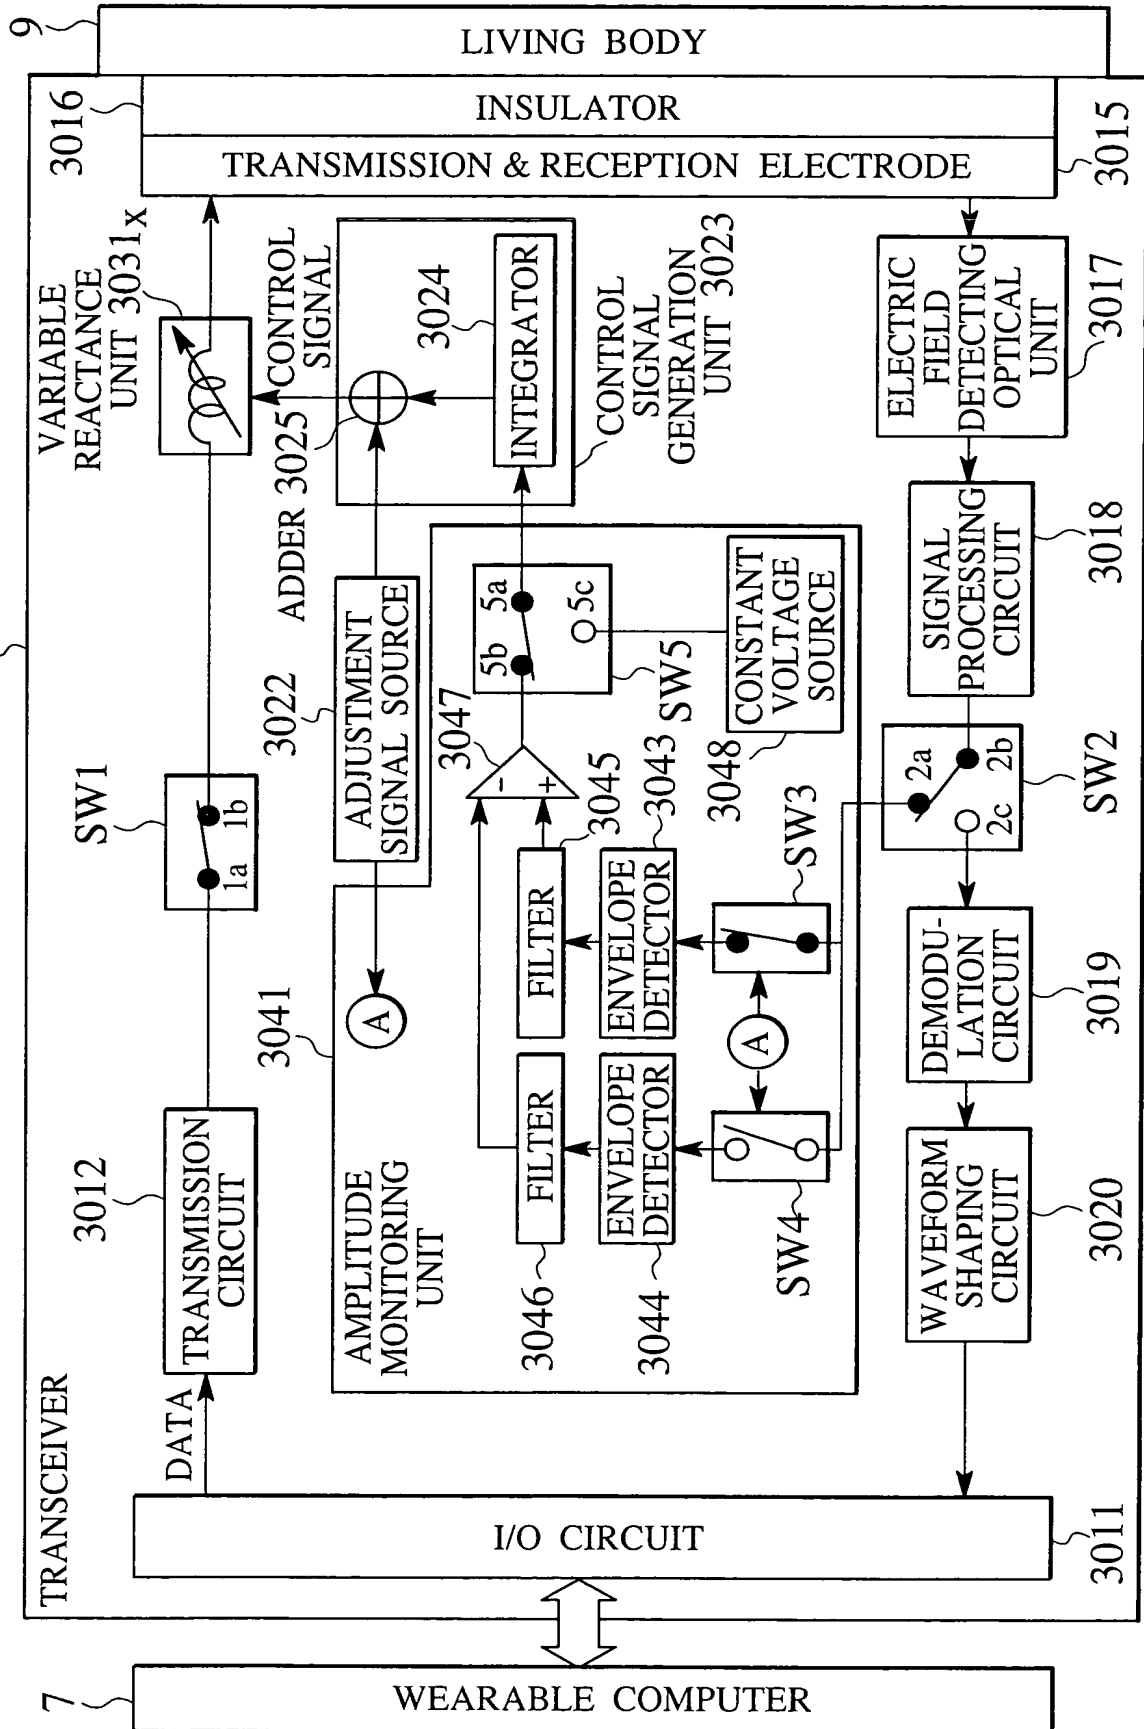 TRANSCEIVER
7
WEARABLE COMPUTER
3011
I/O CIRCUIT
DATA
3012
TRANSMISSION
CIRCUIT
SW1
1a
1b
VARIABLE
REACTANCE
UNIT 3031x
3016
9
LIVING BODY
INSULATOR
TRANSMISSION & RECEPTION ELECTRODE
3015
3041
AMPLITUDE
MONITORING
UNIT
A
3022
ADJUSTMENT
SIGNAL SOURCE
ADDER 3025
CONTROL
SIGNAL
3024
INTEGRATOR
CONTROL
SIGNAL
GENERATION
UNIT 3023
3046
FILTER
FILTER
3045
3047
-
+
5b
5a
5c
SW5
3044
ENVELOPE
DETECTOR
ENVELOPE
DETECTOR
3043
3048
CONSTANT
VOLTAGE
SOURCE
SW4
A
SW3
3020
WAVEFORM
SHAPING
CIRCUIT
3019
DEMODU-
LATION
CIRCUIT
2a
2b
2c
SW2
SIGNAL
PROCESSING
CIRCUIT
3018
ELECTRIC
FIELD
DETECTING
OPTICAL
UNIT
3017